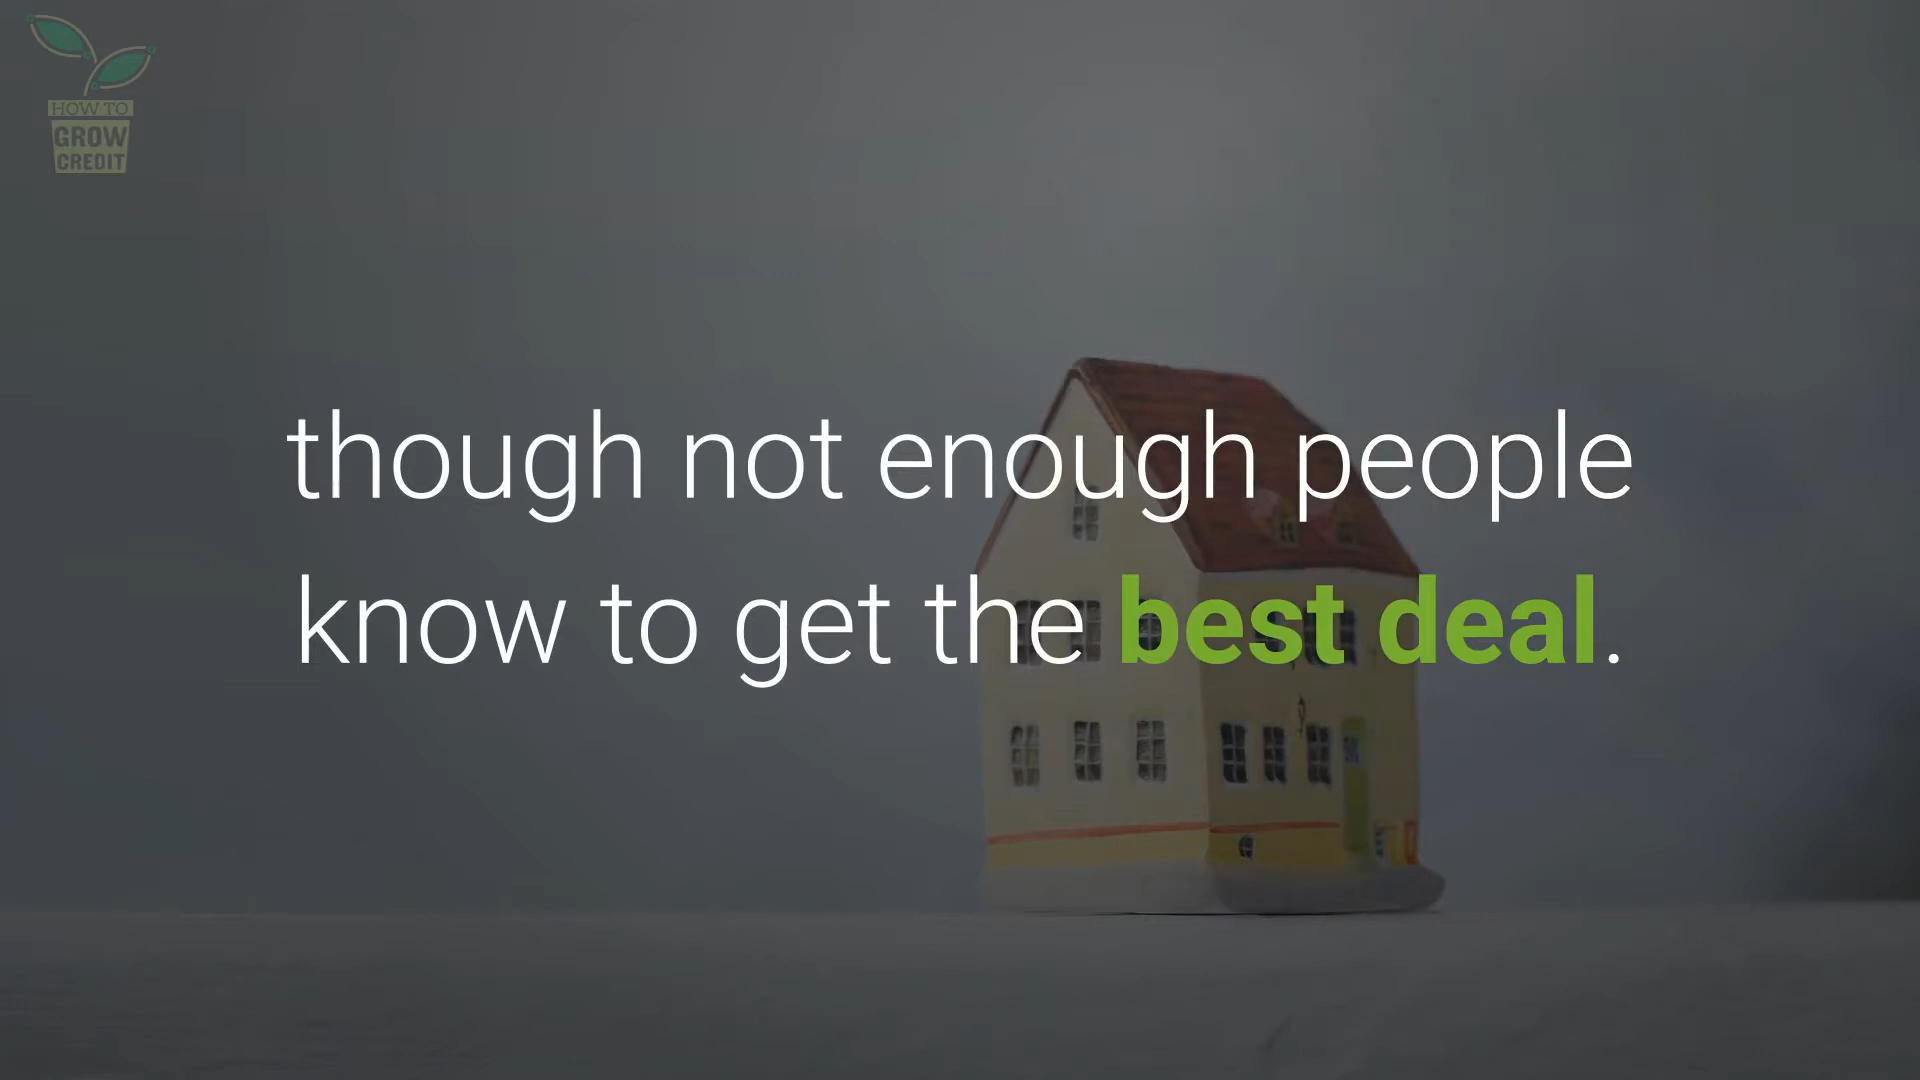 HOW TO
GROW
CREDIT
though not enough people
know to get the best deal.